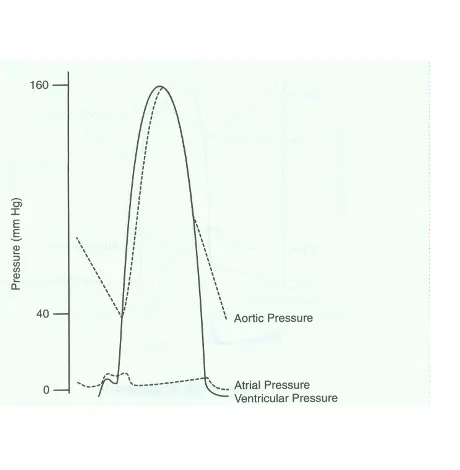 160
Pressure (mm Hg)
40
Aortic Pressure
0
Atrial Pressure
Ventricular Pressure